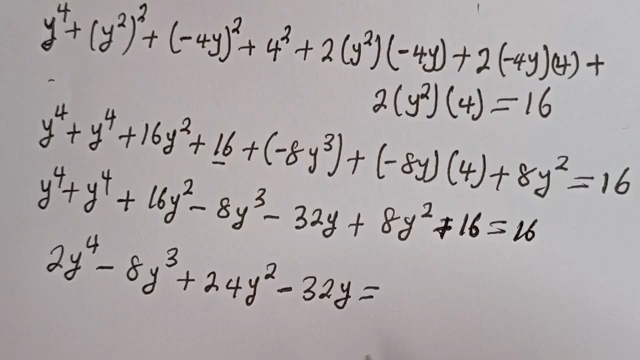 y⁴ + (y²)² + (-4y)² + 4² + 2(y²)(-4y) + 2(-4y)(4) +
2(y²)(4) = 16
y⁴ + y⁴ + 16y² + 16 + (-8y³) + (-8y)(4) + 8y² = 16
y⁴ + y⁴ + 16y² - 8y³ - 32y + 8y² + 16 = 16
2y⁴ - 8y³ + 24y² - 32y =